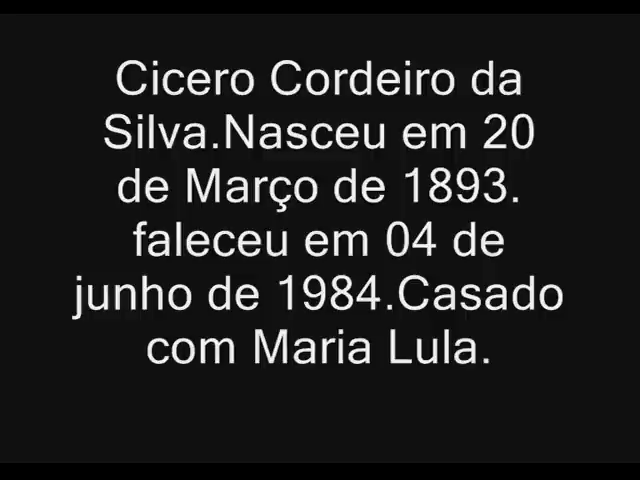 Cicero Cordeiro da
Silva.Nasceu em 20
de Março de 1893.
faleceu em 04 de
junho de 1984.Casado
com Maria Lula.